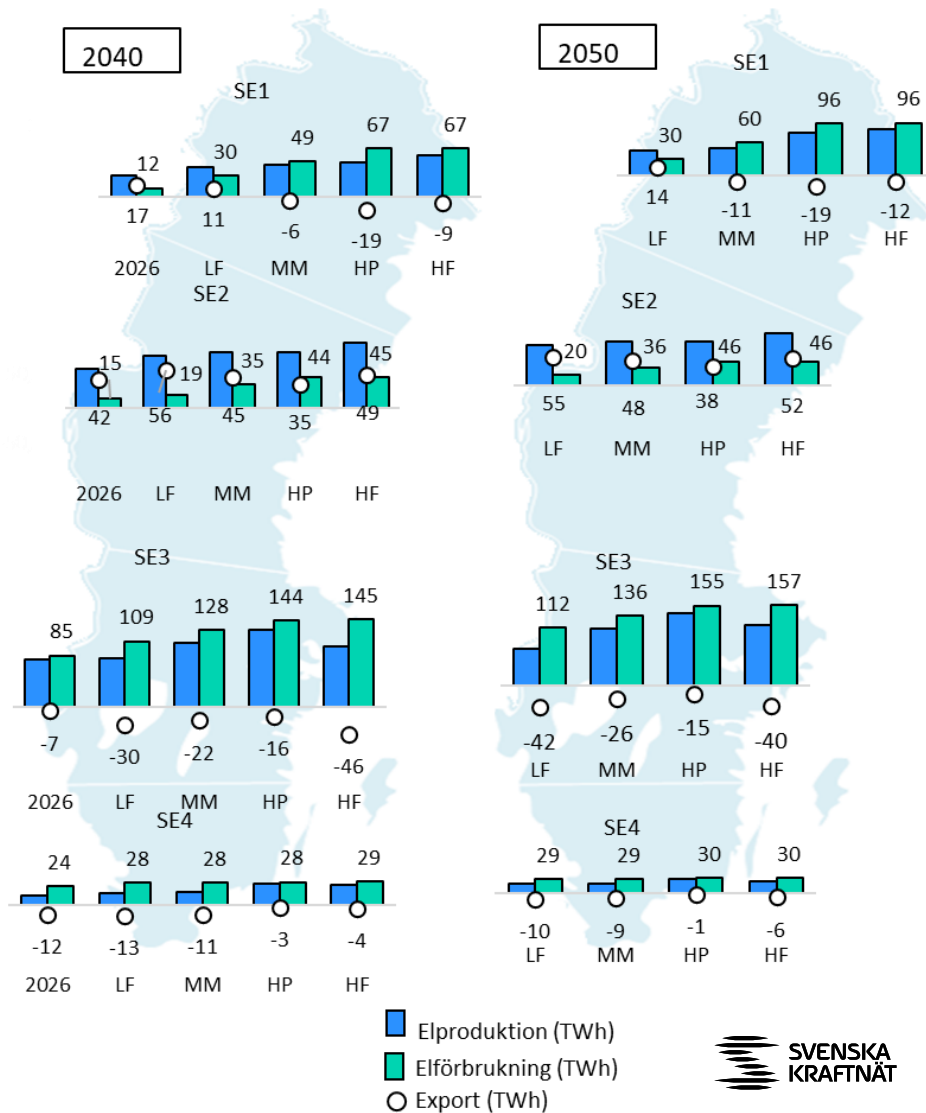 2040
SE1
12 30 49 67 67
17 11 -6 -19 -9
2026 LF MM HP HF
SE2
15 19 35 44 45
42 56 45 35 49
2026 LF MM HP HF
SE3
85 109 128 144 145
-7 -30 -22 -16 -46
2026 LF MM HP HF
SE4
24 28 28 28 29
-12 -13 -11 -3 -4
2026 LF MM HP HF
2050
SE1
30 60 96 96
14 -11 -19 -12
LF MM HP HF
SE2
20 36 46 46
55 48 38 52
LF MM HP HF
SE3
112 136 155 157
-42 -26 -15 -40
LF MM HP HF
SE4
29 29 30 30
-10 -9 -1 -6
LF MM HP HF
Elproduktion (TWh)
Elförbrukning (TWh)
Export (TWh)
SVENSKA
KRAFTNÄT